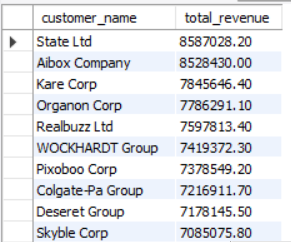 customer_name total_revenue
State Ltd 8587028.20
Aibox Company 8528430.00
Kare Corp 7845646.40
Organon Corp 7786291.10
Realbuzz Ltd 7597813.40
WOCKHARDT Group 7419372.30
Pixoboo Corp 7378549.20
Colgate-Pa Group 7216911.70
Deseret Group 7178145.50
Skyble Corp 7085075.80